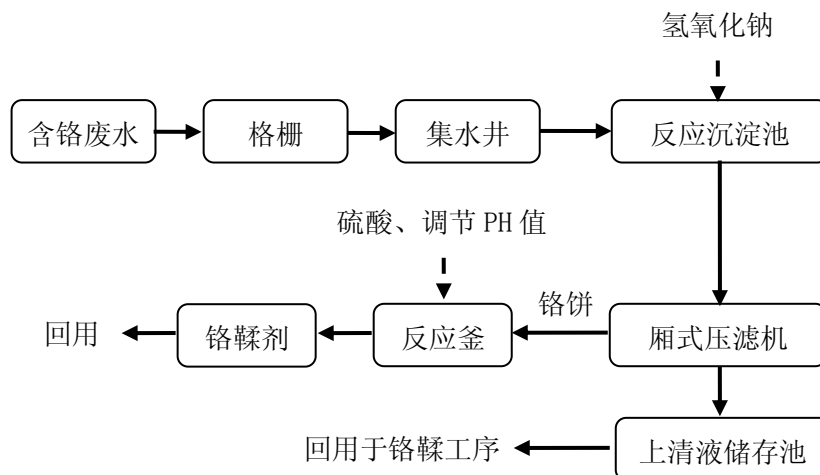 氢氧化钠
含铬废水
格栅
集水井
反应沉淀池
硫酸、调节 PH 值
铬饼
回用
铬鞣剂
反应釜
厢式压滤机
回用于铬鞣工序
上清液储存池